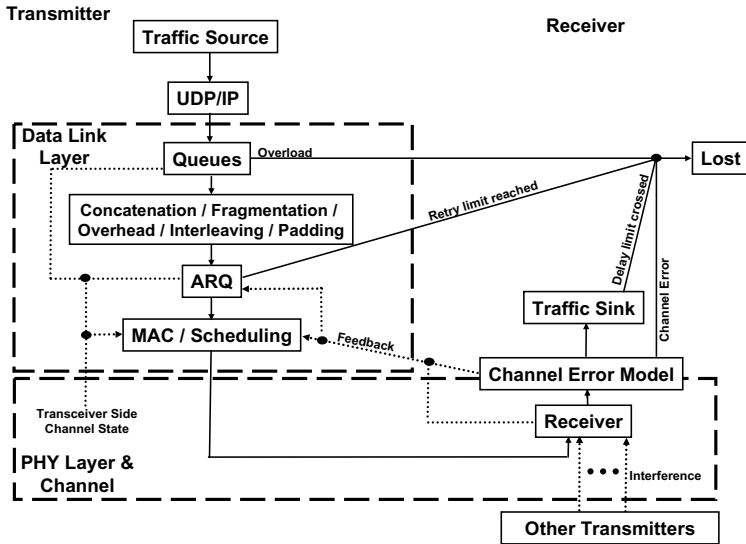 Transmitter
Receiver
Traffic Source
UDP/IP
Data Link
Layer
Queues
Overload
Lost
Concatenation / Fragmentation /
Overhead / Interleaving / Padding
Retry limit reached
Delay limit crossed
Channel Error
ARQ
Traffic Sink
MAC / Scheduling
Feedback
Channel Error Model
Transceiver Side
Channel State
Receiver
PHY Layer &
Channel
Interference
Other Transmitters